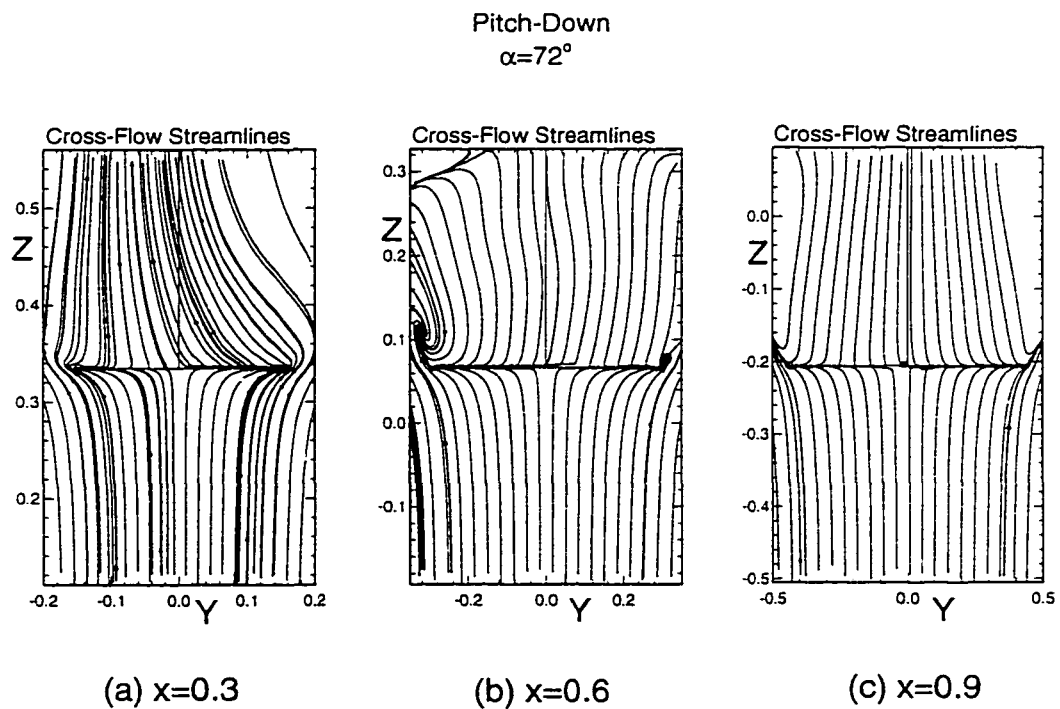 Pitch-Down
α=72°
Cross-Flow Streamlines
Cross-Flow Streamlines
Cross-Flow Streamlines
0.5
Z
0.4
0.3
0.2
-0.2
-0.1
0.0
Y
0.1
0.2
0.3
Z
0.2
0.1
0.0
-0.1
-0.2
0.0
Y
0.2
0.0
Z
-0.1
-0.2
-0.3
-0.4
-0.5
-0.5
0.0
Y
0.5
(a) x=0.3
(b) x=0.6
(c) x=0.9